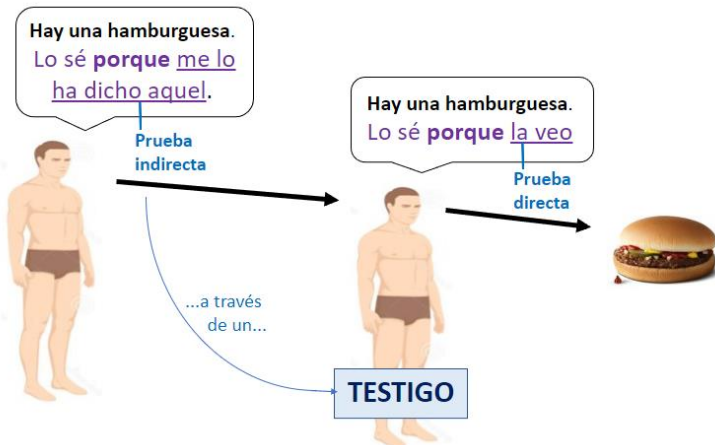 Hay una hamburguesa.
Lo sé porque me lo
ha dicho aquel.
Prueba
indirecta
Hay una hamburguesa.
Lo sé porque la veo
Prueba
directa
...a través
de un...
TESTIGO